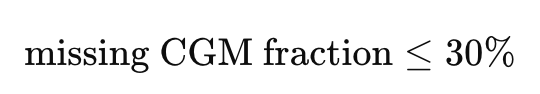 missing CGM fraction ≤ 30%